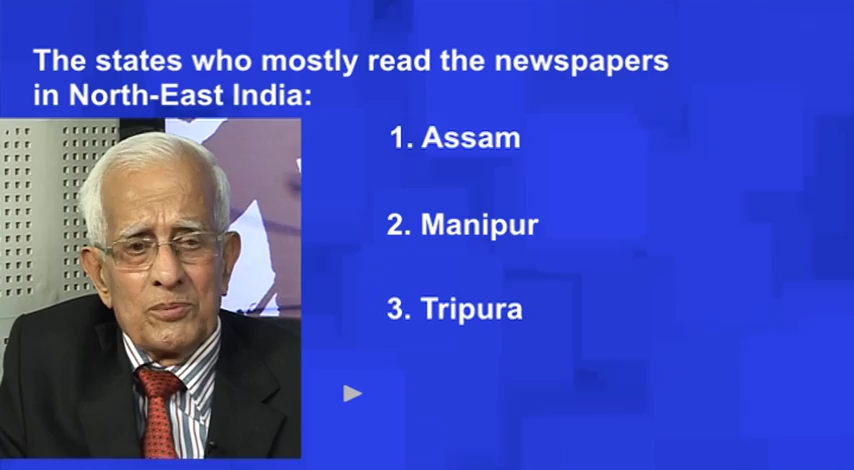 The states who mostly read the newspapers
in North-East India:
1. Assam
2. Manipur
3. Tripura